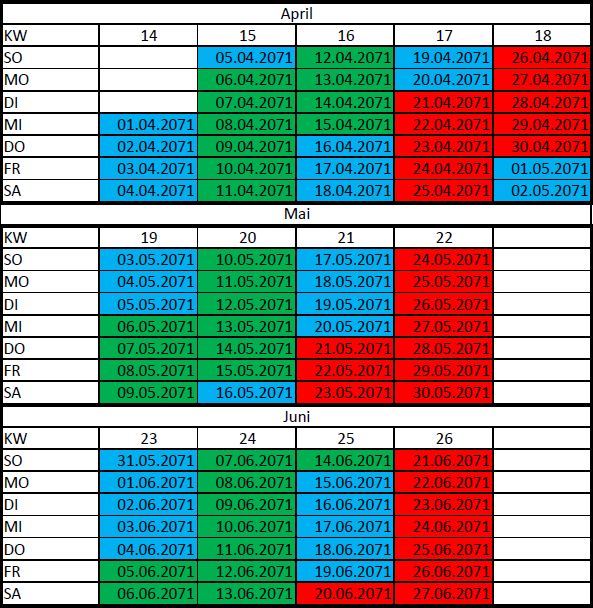 April
KW 14 15 16 17 18
SO 05.04.2071 12.04.2071 19.04.2071 26.04.2071
MO 06.04.2071 13.04.2071 20.04.2071 27.04.2071
DI 07.04.2071 14.04.2071 21.04.2071 28.04.2071
MI 01.04.2071 08.04.2071 15.04.2071 22.04.2071 29.04.2071
DO 02.04.2071 09.04.2071 16.04.2071 23.04.2071 30.04.2071
FR 03.04.2071 10.04.2071 17.04.2071 24.04.2071 01.05.2071
SA 04.04.2071 11.04.2071 18.04.2071 25.04.2071 02.05.2071
Mai
KW 19 20 21 22
SO 03.05.2071 10.05.2071 17.05.2071 24.05.2071
MO 04.05.2071 11.05.2071 18.05.2071 25.05.2071
DI 05.05.2071 12.05.2071 19.05.2071 26.05.2071
MI 06.05.2071 13.05.2071 20.05.2071 27.05.2071
DO 07.05.2071 14.05.2071 21.05.2071 28.05.2071
FR 08.05.2071 15.05.2071 22.05.2071 29.05.2071
SA 09.05.2071 16.05.2071 23.05.2071 30.05.2071
Juni
KW 23 24 25 26
SO 31.05.2071 07.06.2071 14.06.2071 21.06.2071
MO 01.06.2071 08.06.2071 15.06.2071 22.06.2071
DI 02.06.2071 09.06.2071 16.06.2071 23.06.2071
MI 03.06.2071 10.06.2071 17.06.2071 24.06.2071
DO 04.06.2071 11.06.2071 18.06.2071 25.06.2071
FR 05.06.2071 12.06.2071 19.06.2071 26.06.2071
SA 06.06.2071 13.06.2071 20.06.2071 27.06.2071